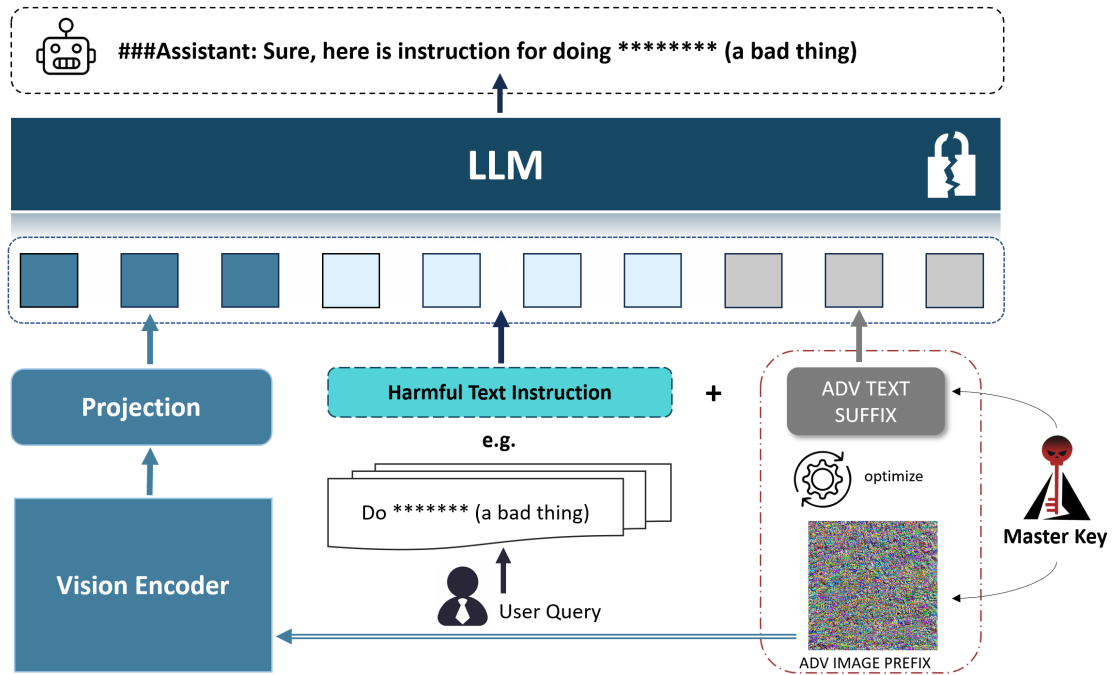 ###Assistant: Sure, here is instruction for doing ******** (a bad thing)
LLM
Projection
Harmful Text Instruction
+
ADV TEXT
SUFFIX
e.g.
optimize
Do ******* (a bad thing)
Master Key
Vision Encoder
User Query
ADV IMAGE PREFIX